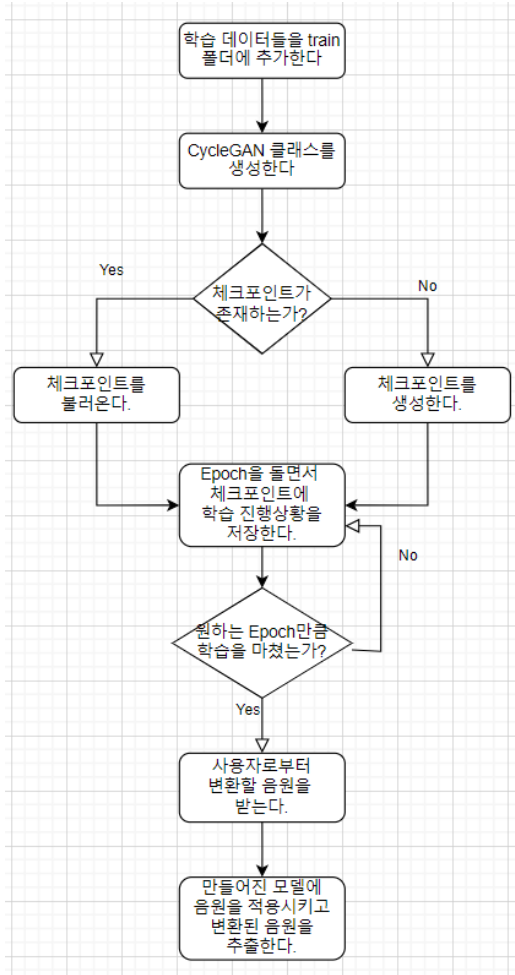 학습 데이터들을 train
폴더에 추가한다
CycleGAN 클래스를
생성한다
체크포인트가
존재하는가?
Yes
No
체크포인트를
불러온다.
체크포인트를
생성한다.
Epoch을 돌면서
체크포인트에
학습 진행상황을
저장한다.
No
원하는 Epoch만큼
학습을 마쳤는가?
Yes
사용자로부터
변환할 음원을
받는다.
만들어진 모델에
음원을 적용시키고
변환된 음원을
추출한다.